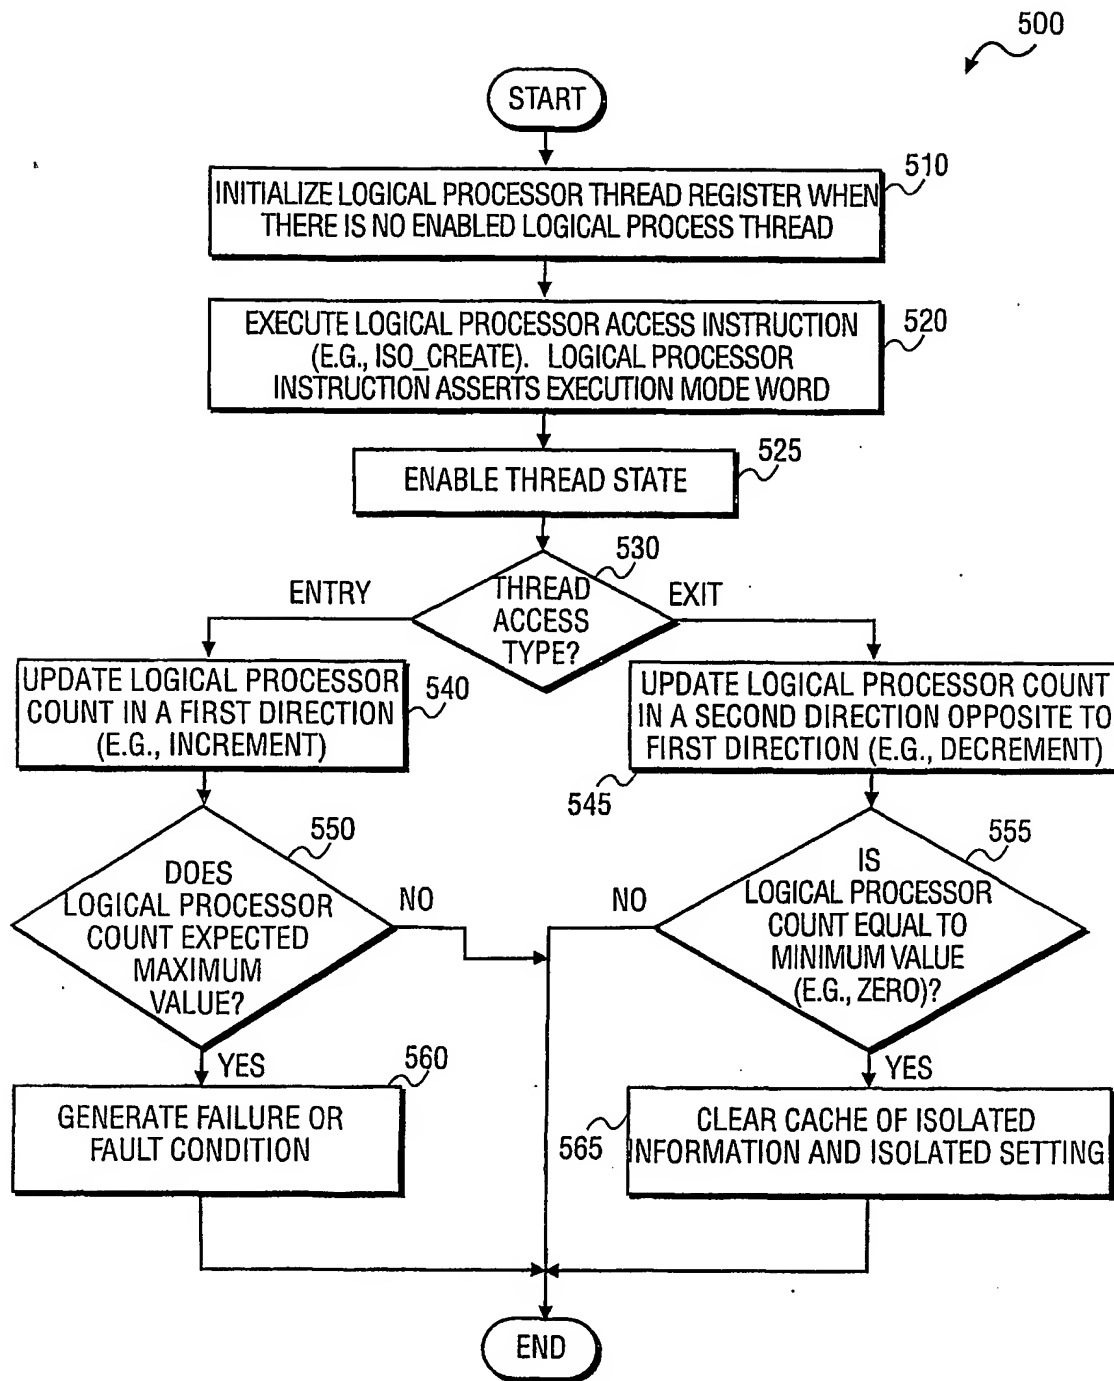 500
START
510
INITIALIZE LOGICAL PROCESSOR THREAD REGISTER WHEN
THERE IS NO ENABLED LOGICAL PROCESS THREAD
520
EXECUTE LOGICAL PROCESSOR ACCESS INSTRUCTION
(E.G., ISO_CREATE). LOGICAL PROCESSOR
INSTRUCTION ASSERTS EXECUTION MODE WORD
525
ENABLE THREAD STATE
530
THREAD
ACCESS
TYPE?
ENTRY
EXIT
UPDATE LOGICAL PROCESSOR
COUNT IN A FIRST DIRECTION
(E.G., INCREMENT)
540
UPDATE LOGICAL PROCESSOR COUNT
IN A SECOND DIRECTION OPPOSITE TO
FIRST DIRECTION (E.G., DECREMENT)
545
550
DOES
LOGICAL PROCESSOR
COUNT EXPECTED
MAXIMUM
VALUE?
NO
555
IS
LOGICAL PROCESSOR
COUNT EQUAL TO
MINIMUM VALUE
(E.G., ZERO)?
NO
YES
560
GENERATE FAILURE OR
FAULT CONDITION
YES
565
CLEAR CACHE OF ISOLATED
INFORMATION AND ISOLATED SETTING
END